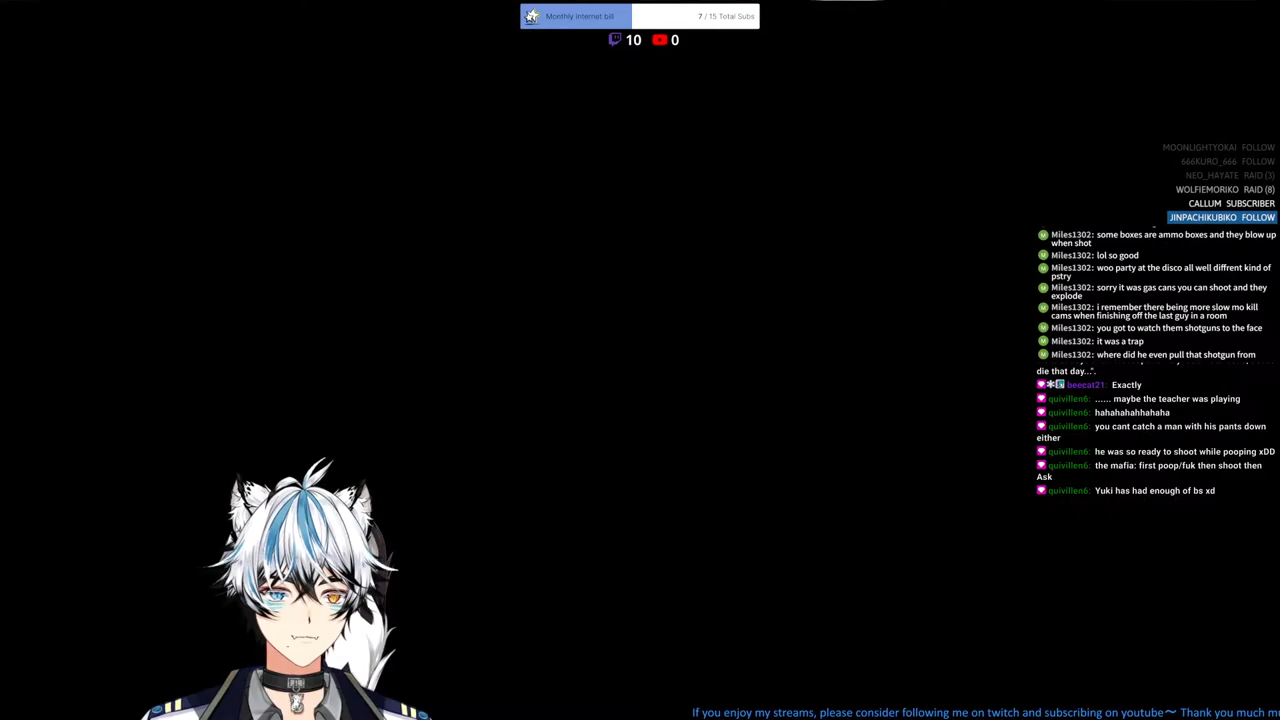 Monthly internet bill
7 / 15 Total Subs
10 0
MOONLIGHTYOKAI FOLLOW
666KURO_666 FOLLOW
NEO_HAYATE RAID (3)
WOLFIEMORIKO RAID (8)
CALLUM SUBSCRIBER
JINPACHIKUBIKO FOLLOW
Miles1302: some boxes are ammo boxes and they blow up
when shot
Miles1302: lol so good
Miles1302: woo party at the disco all well diffrent kind of
pstry
Miles1302: sorry it was gas cans you can shoot and they
explode
Miles1302: i remember there being more slow mo kill
cams when finishing off the last guy in a room
Miles1302: you got to watch them shotguns to the face
Miles1302: it was a trap
Miles1302: where did he even pull that shotgun from
die that day...".
beecat21: Exactly
quivillen6: ...... maybe the teacher was playing
quivillen6: hahahahahhahaha
quivillen6: you cant catch a man with his pants down
either
quivillen6: he was so ready to shoot while pooping xDD
quivillen6: the mafia: first poop/fuk then shoot then
Ask
quivillen6: Yuki has had enough of bs xd
If you enjoy my streams, please consider following me on twitch and subscribing on youtube～ Thank you much